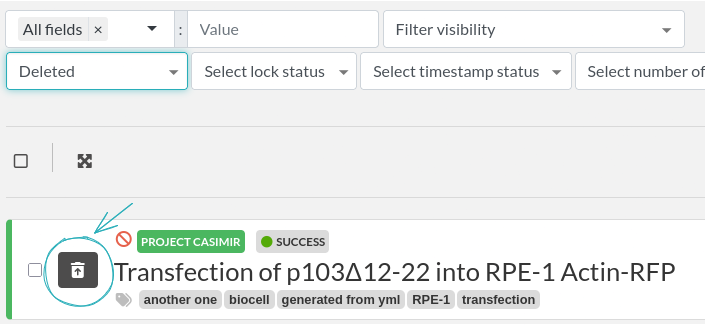 All fields × : Value Filter visibility
Deleted Select lock status Select timestamp status Select number of
PROJECT CASIMIR SUCCESS
Transfection of p103Δ12-22 into RPE-1 Actin-RFP
another one biocell generated from yml RPE-1 transfection